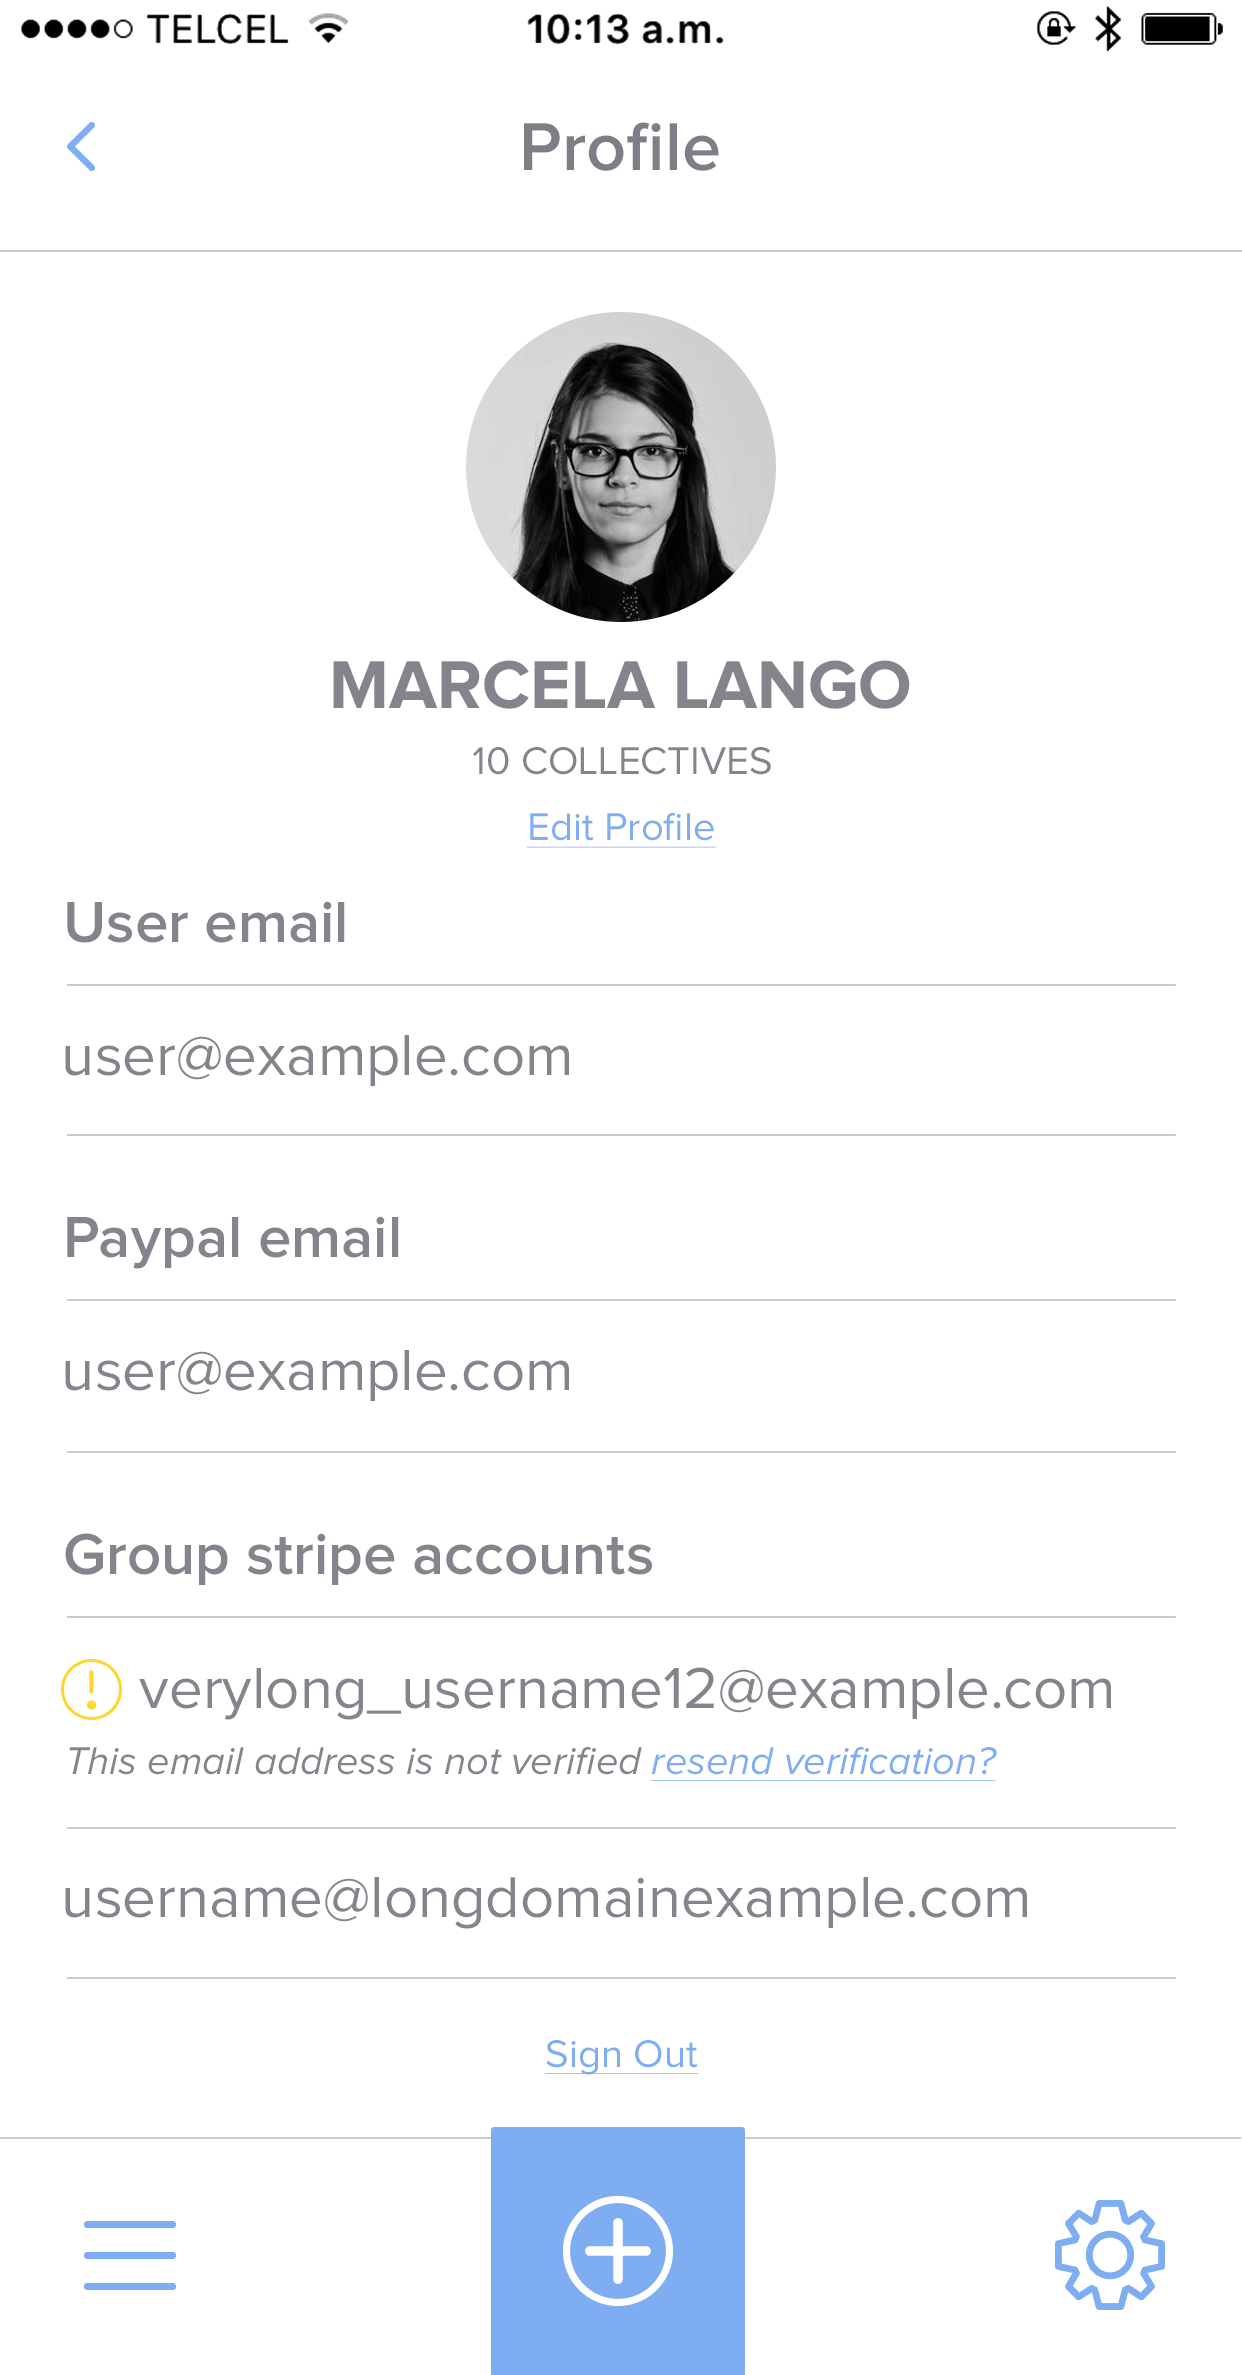 TELCEL 10:13 a.m.
Profile
MARCELA LANGO
10 COLLECTIVES
Edit Profile
User email
user@example.com
Paypal email
user@example.com
Group stripe accounts
verylong_username12@example.com
This email address is not verified resend verification?
username@longdomainexample.com
Sign Out